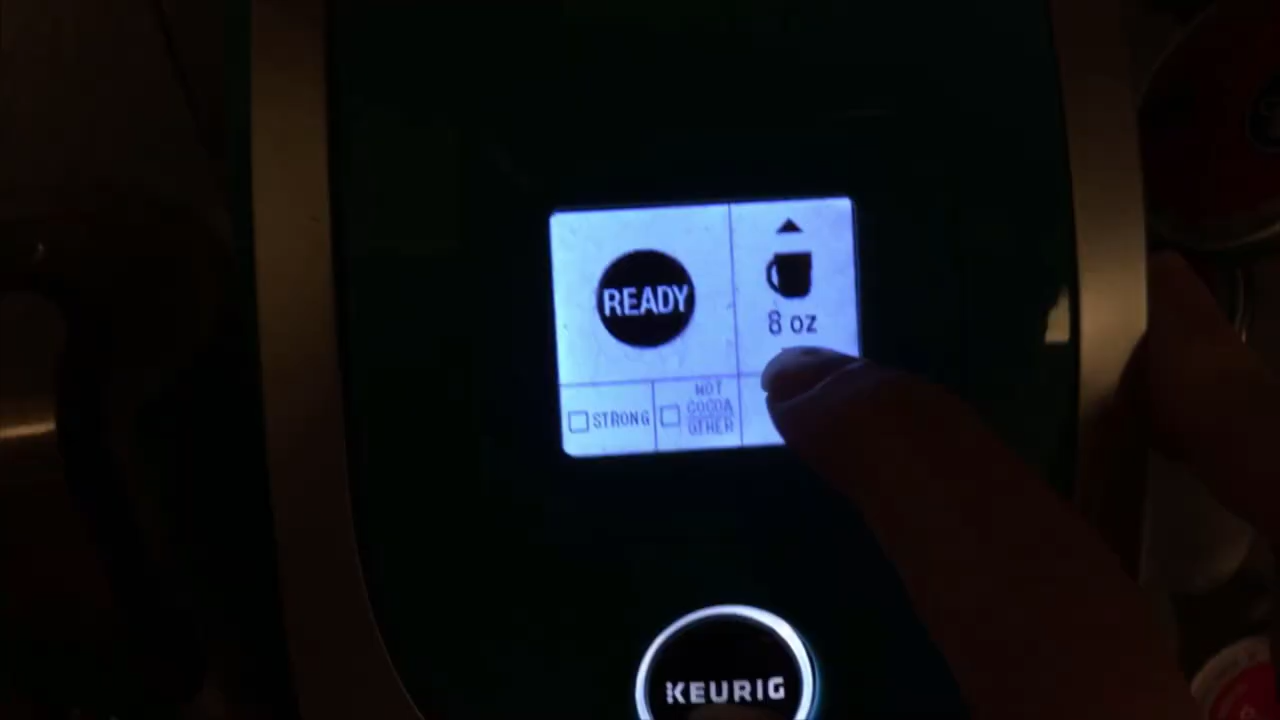 READY
8 oz
STRONG
HOT
COCOA
OTHER
KEURIG